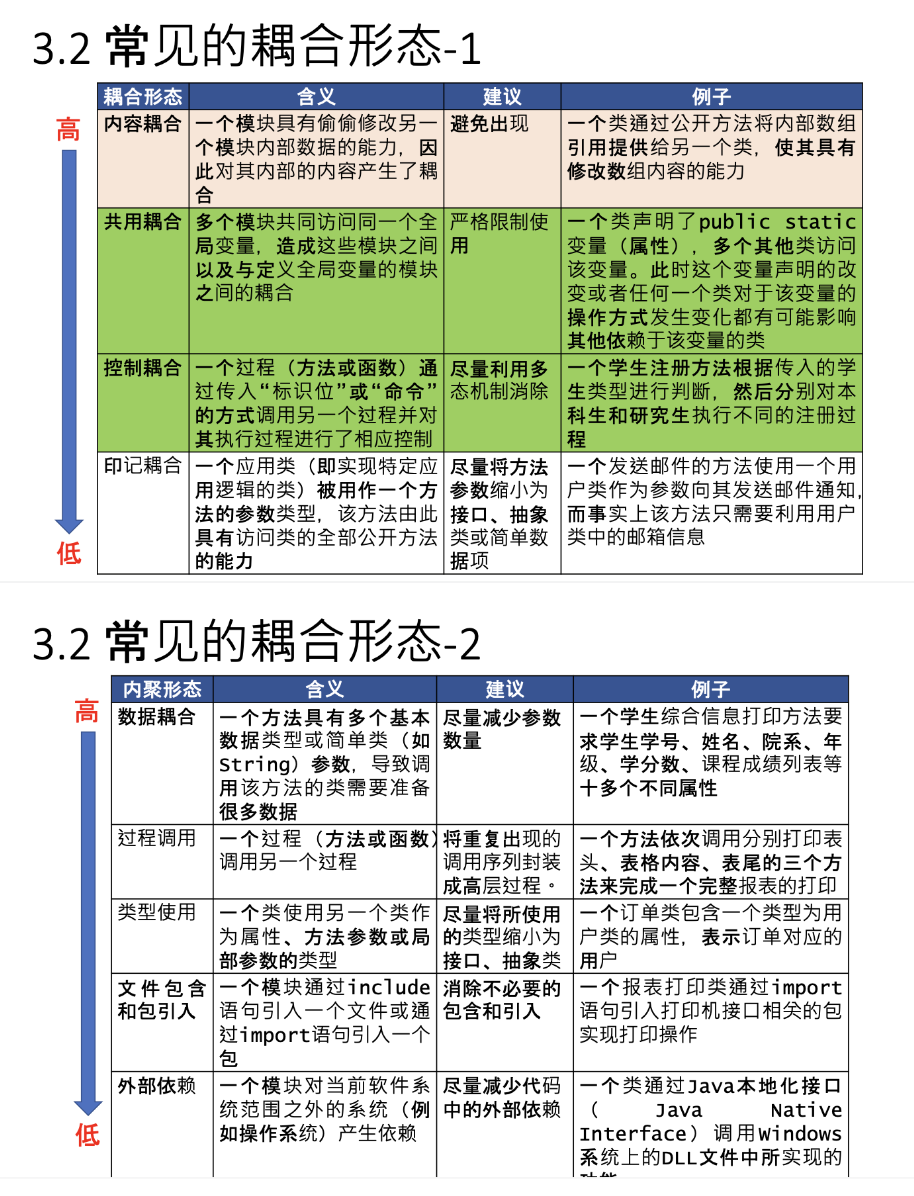 3.2 常见的耦合形态-1
高
低
耦合形态
含义
建议
例子
内容耦合
一个模块具有偷偷修改另一
个模块内部数据的能力，因
此对其内部的内容产生了耦
合
避免出现
一个类通过公开方法将内部数组
引用提供给另一个类，使其具有
修改数组内容的能力
共用耦合
多个模块共同访问同一个全
局变量，造成这些模块之间
以及与定义全局变量的模块
之间的耦合
严格限制使
用
一个类声明了public static
变量（属性），多个其他类访问
该变量。此时这个变量声明的改
变或者任何一个类对于该变量的
操作方式发生变化都有可能影响
其他依赖于该变量的类
控制耦合
一个过程（方法或函数）通
过传入“标识位”或“命令”
的方式调用另一个过程并对
其执行过程进行了相应控制
尽量利用多
态机制消除
一个学生注册方法根据传入的学
生类型进行判断，然后分别对本
科生和研究生执行不同的注册过
程
印记耦合
一个应用类（即实现特定应
用逻辑的类）被用作一个方
法的参数类型，该方法由此
具有访问类的全部公开方法
的能力
尽量将方法
参数缩小为
接口、抽象
类或简单数
据项
一个发送邮件的方法使用一个用
户类作为参数向其发送邮件通知，
而事实上该方法只需要利用用户
类中的邮箱信息
3.2 常见的耦合形态-2
高
低
内聚形态
含义
建议
例子
数据耦合
一个方法具有多个基本
数据类型或简单类（如
String）参数，导致调
用该方法的类需要准备
很多数据
尽量减少参数
数量
一个学生综合信息打印方法要
求学生学号、姓名、院系、年
级、学分数、课程成绩列表等
十多个不同属性
过程调用
一个过程（方法或函数）
调用另一个过程
将重复出现的
调用序列封装
成高层过程。
一个方法依次调用分别打印表
头、表格内容、表尾的三个方
法来完成一个完整报表的打印
类型使用
一个类使用另一个类作
为属性、方法参数或局
部参数的类型
尽量将所使用
的类型缩小为
接口、抽象类
一个订单类包含一个类型为用
户类的属性，表示订单对应的
用户
文件包含
和包引入
一个模块通过include
语句引入一个文件或通
过import语句引入一个
包
消除不必要的
包含和引入
一个报表打印类通过import
语句引入打印机接口相关的包
实现打印操作
外部依赖
一个模块对当前软件系
统范围之外的系统（例
如操作系统）产生依赖
尽量减少代码
中的外部依赖
一个类通过Java本地化接口
（ Java Native
Interface）调用Windows
系统上的DLL文件中所实现的
功能